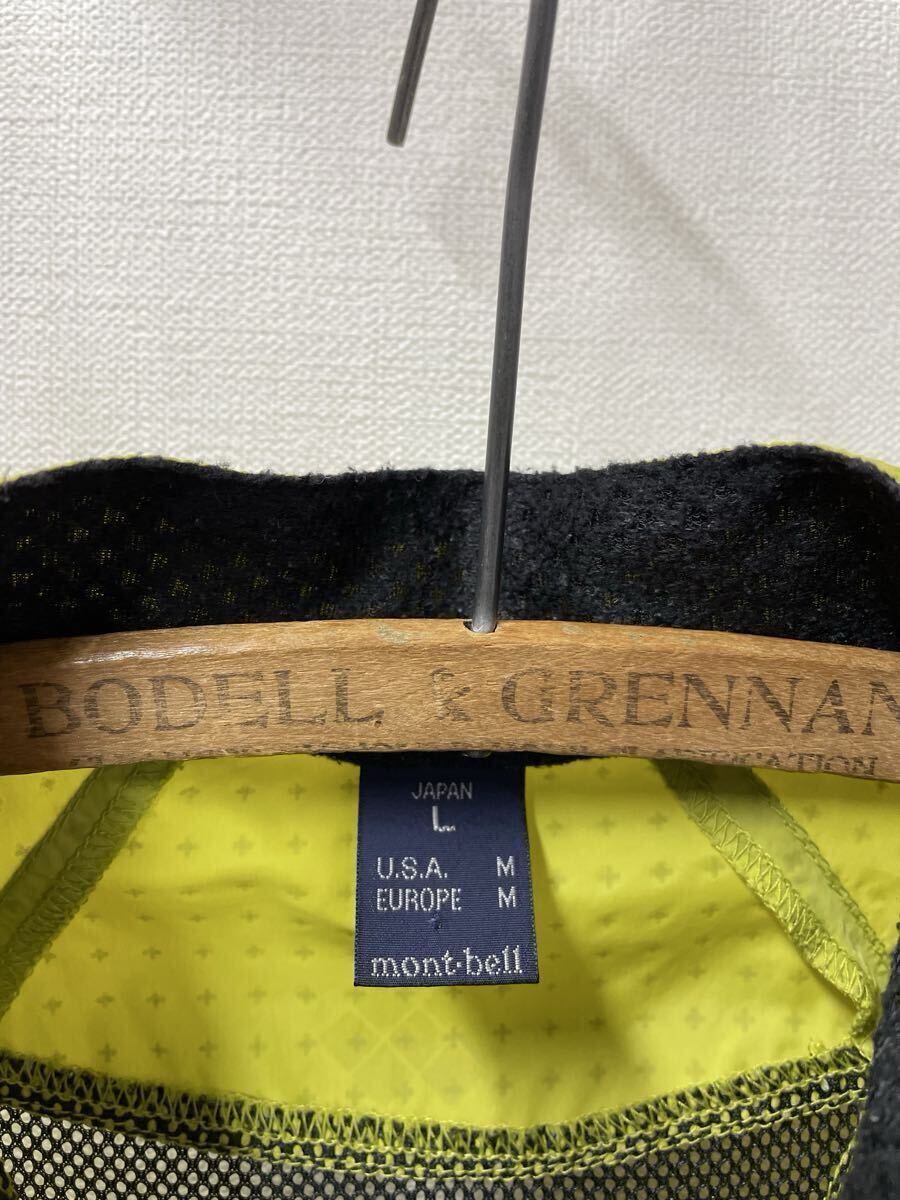 BODELL & GRENNAN
JAPAN
L
U.S.A. M
EUROPE M
mont·bell